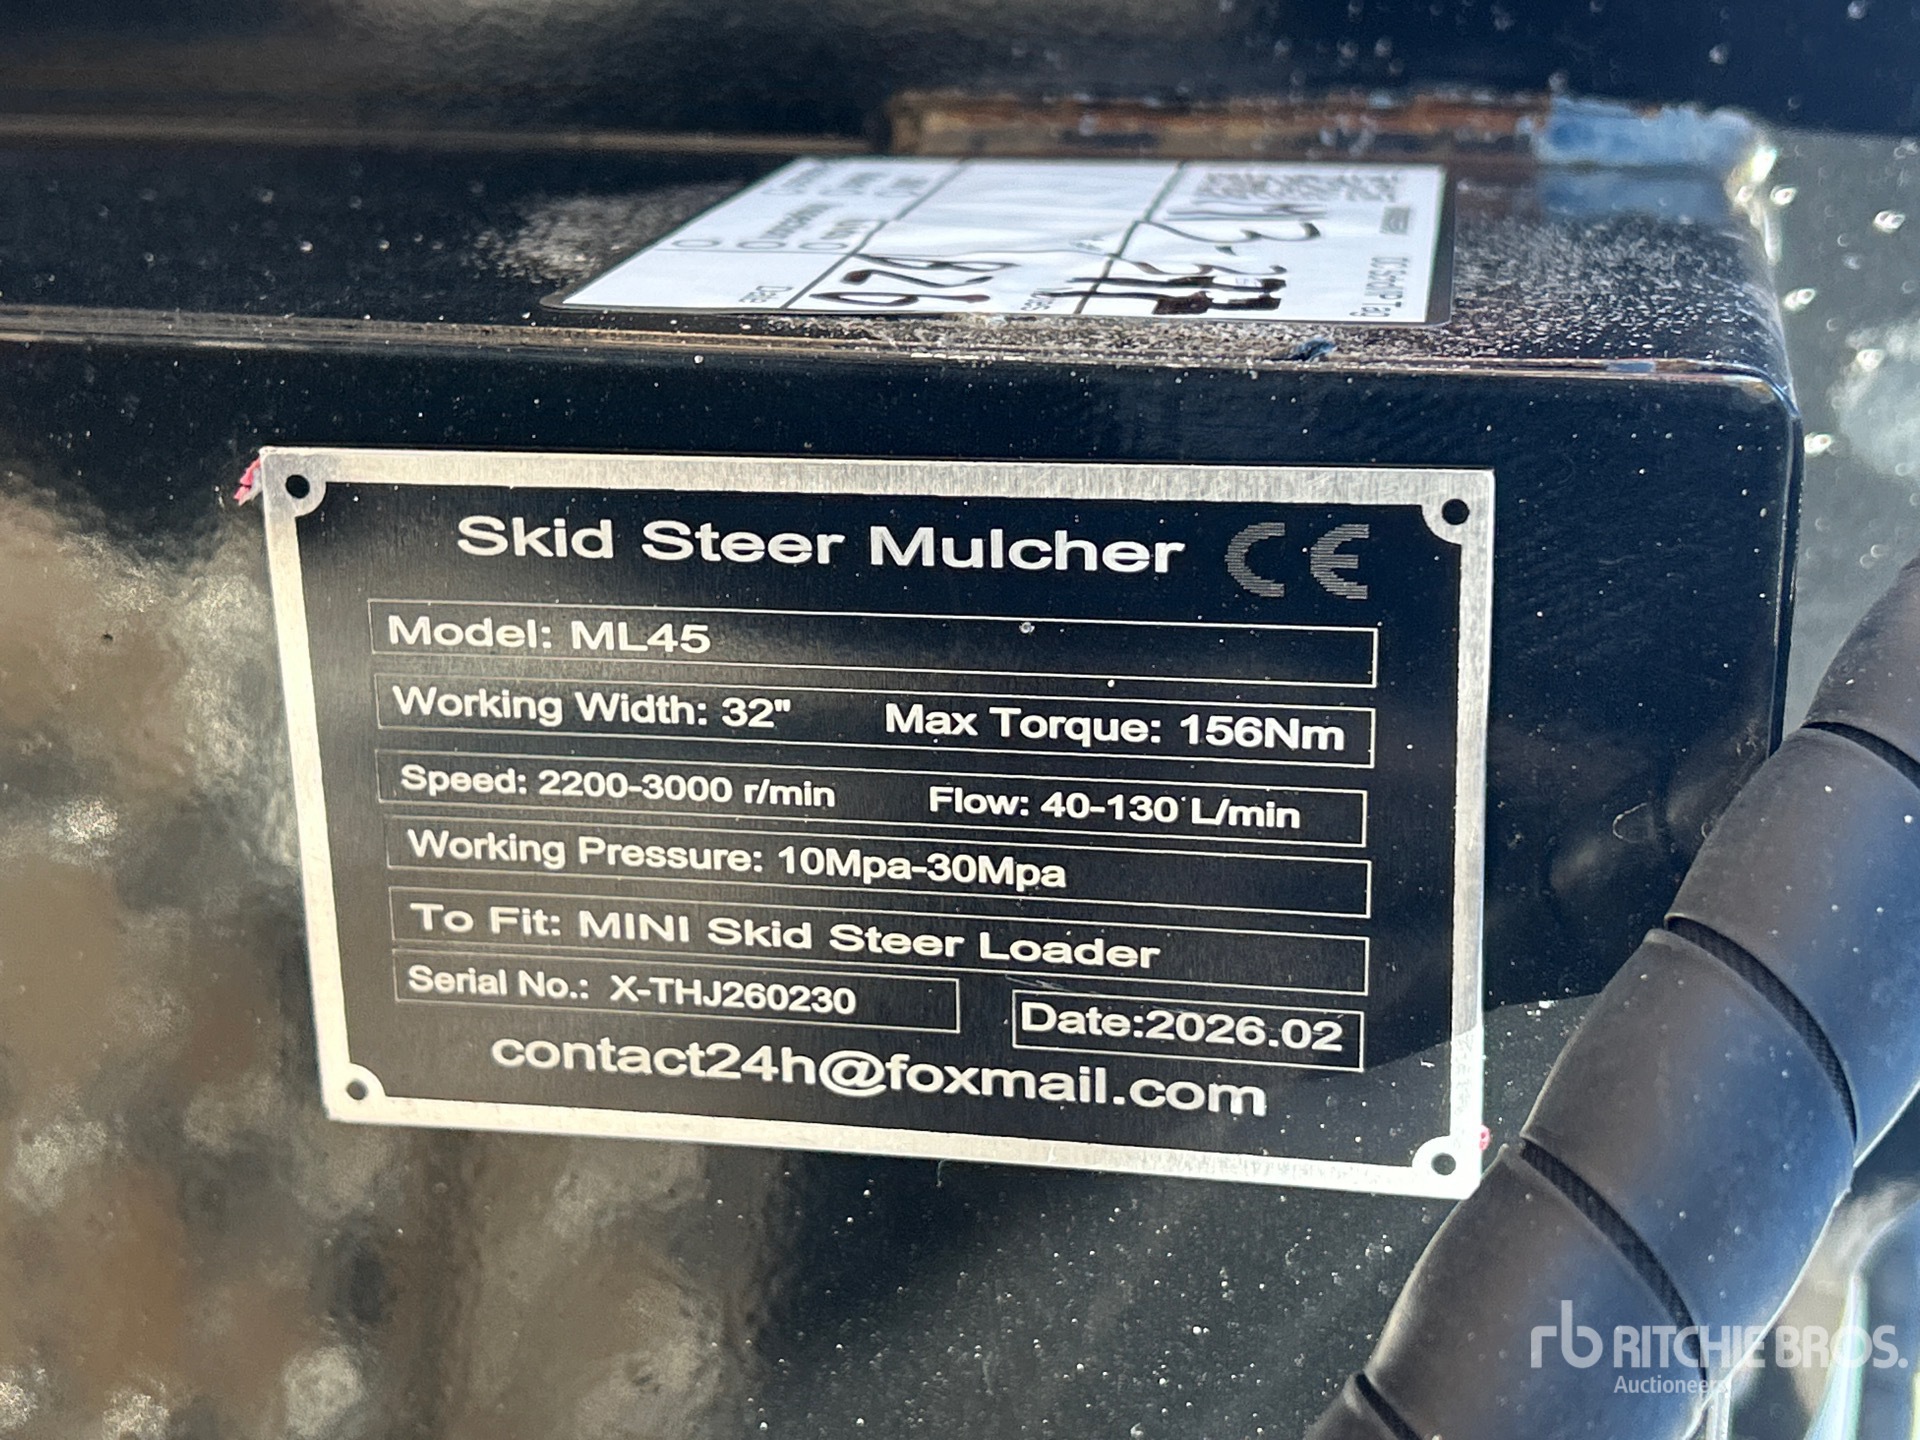 Skid Steer Mulcher CE
Model: ML45
Working Width: 32" Max Torque: 156Nm
Speed: 2200-3000 r/min Flow: 40-130 L/min
Working Pressure: 10Mpa-30Mpa
To Fit: MINI Skid Steer Loader
Serial No.: X-THJ260230
Date:2026.02
contact24h@foxmail.com
Date
rb RITCHIE BROS.
Auctioneers